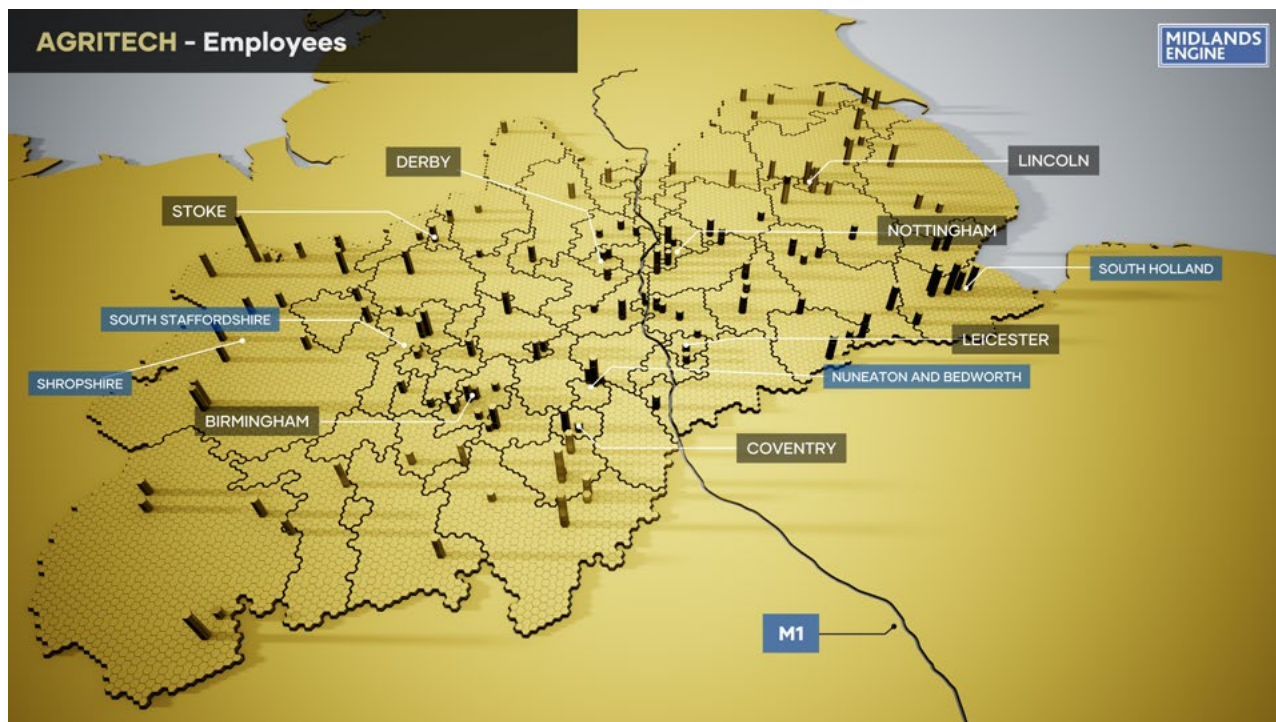 AGRITECH - Employees
MIDLANDS
ENGINE
DERBY
LINCOLN
STOKE
NOTTINGHAM
SOUTH HOLLAND
SOUTH STAFFORDSHIRE
LEICESTER
SHROPSHIRE
NUNEATON AND BEDWORTH
BIRMINGHAM
COVENTRY
M1